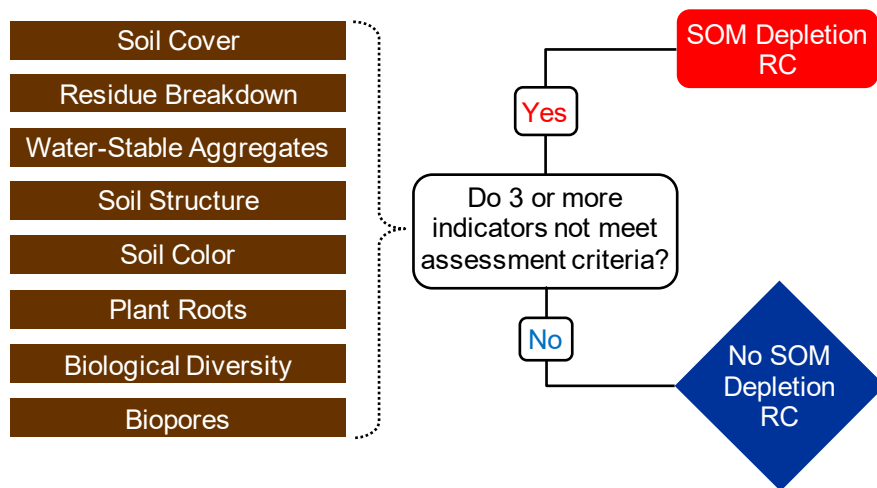 Soil Cover
Residue Breakdown
Water-Stable Aggregates
Soil Structure
Soil Color
Plant Roots
Biological Diversity
Biopores
Do 3 or more
indicators not meet
assessment criteria?
Yes
SOM Depletion
RC
No
No SOM
Depletion
RC